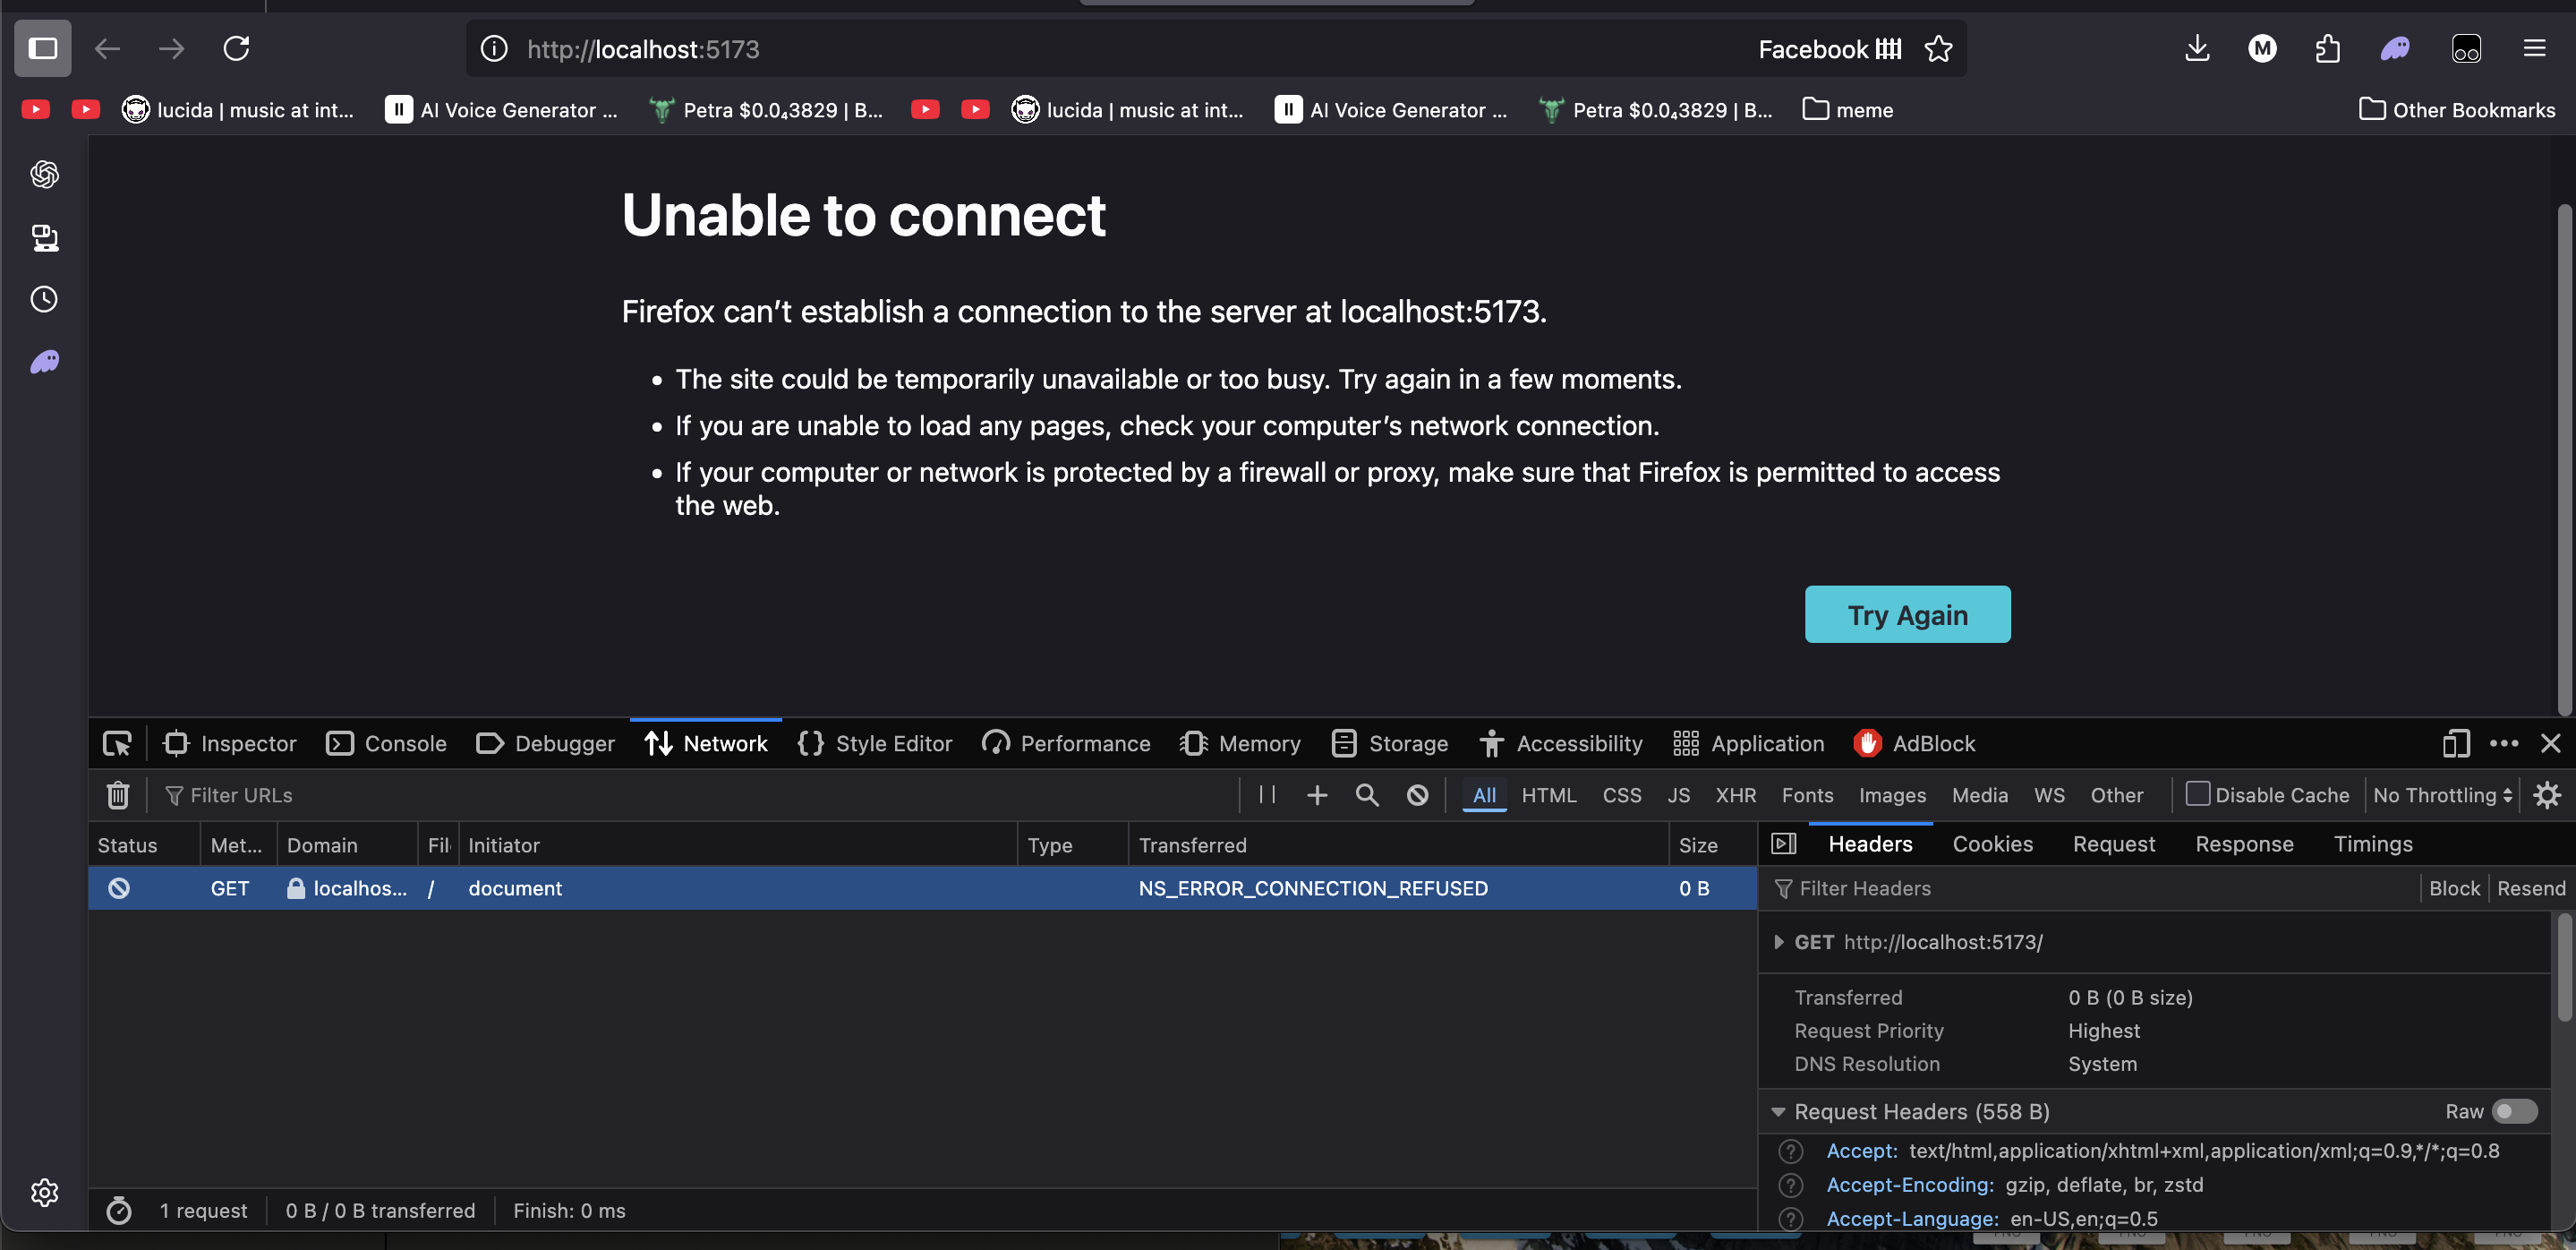 http://localhost:5173
Facebook
M
lucida | music at int...
AI Voice Generator ...
Petra $0.0₄3829 | B...
lucida | music at int...
AI Voice Generator ...
Petra $0.0₄3829 | B...
meme
Other Bookmarks
Unable to connect
Firefox can’t establish a connection to the server at localhost:5173.
• The site could be temporarily unavailable or too busy. Try again in a few moments.
• If you are unable to load any pages, check your computer’s network connection.
• If your computer or network is protected by a firewall or proxy, make sure that Firefox is permitted to access
the web.
Try Again
Inspector Console Debugger Network Style Editor Performance Memory Storage Accessibility Application AdBlock
Filter URLs
All HTML CSS JS XHR Fonts Images Media WS Other
Disable Cache
No Throttling
Status Met... Domain Fil Initiator Type Transferred Size
GET localhos... / document NS_ERROR_CONNECTION_REFUSED 0 B
1 request 0 B / 0 B transferred Finish: 0 ms
Headers Cookies Request Response Timings
Filter Headers Block Resend
GET http://localhost:5173/
Transferred 0 B (0 B size)
Request Priority Highest
DNS Resolution System
Request Headers (558 B) Raw
Accept: text/html,application/xhtml+xml,application/xml;q=0.9,*/*;q=0.8
Accept-Encoding: gzip, deflate, br, zstd
Accept-Language: en-US,en;q=0.5